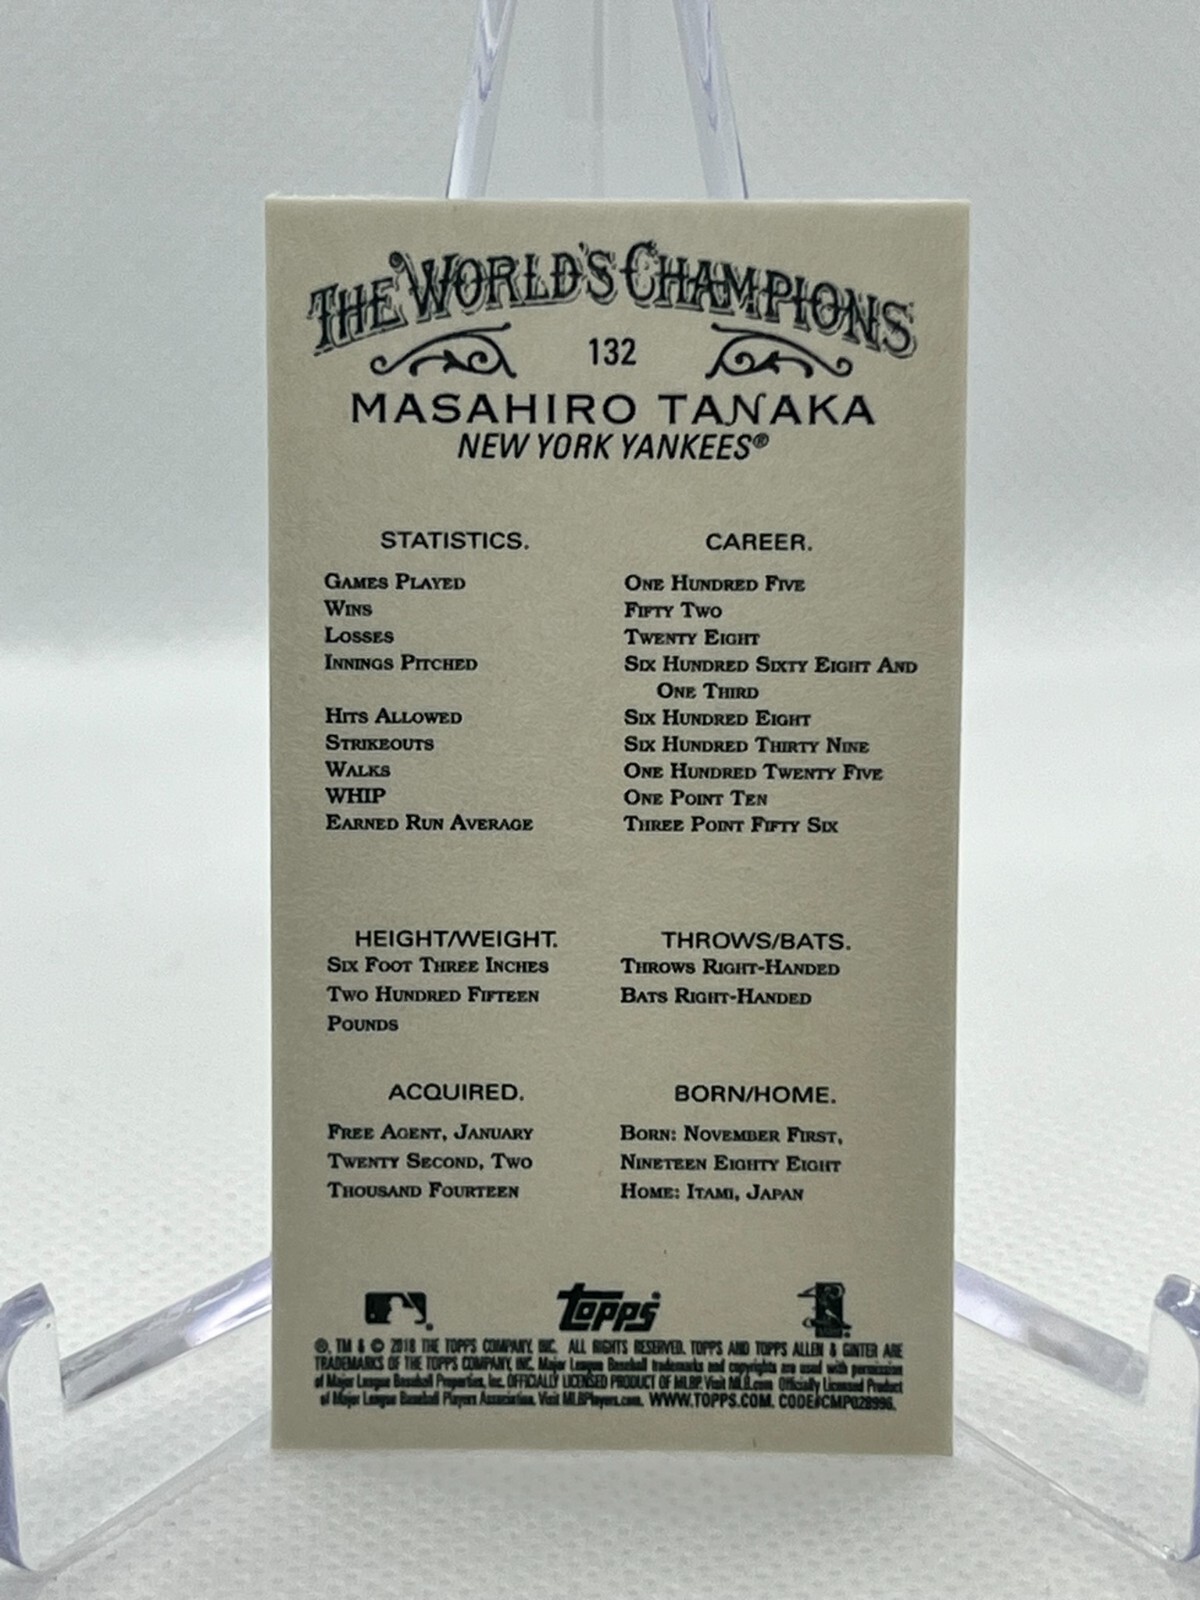 THE WORLD'S CHAMPIONS
132
MASAHIRO TANAKA
NEW YORK YANKEES®
STATISTICS. CAREER.
GAMES PLAYED ONE HUNDRED FIVE
WINS FIFTY TWO
LOSSES TWENTY EIGHT
INNINGS PITCHED SIX HUNDRED SIXTY EIGHT AND
ONE THIRD
HITS ALLOWED SIX HUNDRED EIGHT
STRIKEOUTS SIX HUNDRED THIRTY NINE
WALKS ONE HUNDRED TWENTY FIVE
WHIP ONE POINT TEN
EARNED RUN AVERAGE THREE POINT FIFTY SIX
HEIGHT/WEIGHT.
SIX FOOT THREE INCHES
TWO HUNDRED FIFTEEN
POUNDS
THROWS/BATS.
THROWS RIGHT-HANDED
BATS RIGHT-HANDED
ACQUIRED.
FREE AGENT, JANUARY
TWENTY SECOND, TWO
THOUSAND FOURTEEN
BORN/HOME.
BORN: NOVEMBER FIRST,
NINETEEN EIGHTY EIGHT
HOME: ITAMI, JAPAN
topps
®, TM & © 2018 THE TOPPS COMPANY, INC. ALL RIGHTS RESERVED. TOPPS AND TOPPS ALLEN & GINTER ARE
TRADEMARKS OF THE TOPPS COMPANY, INC. Major League Baseball trademarks and copyrights are used with permission
of Major League Baseball Properties, Inc. OFFICIALLY LICENSED PRODUCT OF MLBP. Visit MLB.com Officially Licensed Product
of Major League Baseball Players Association. Visit MLBPlayers.com. WWW.TOPPS.COM. CODE#CMP028996.